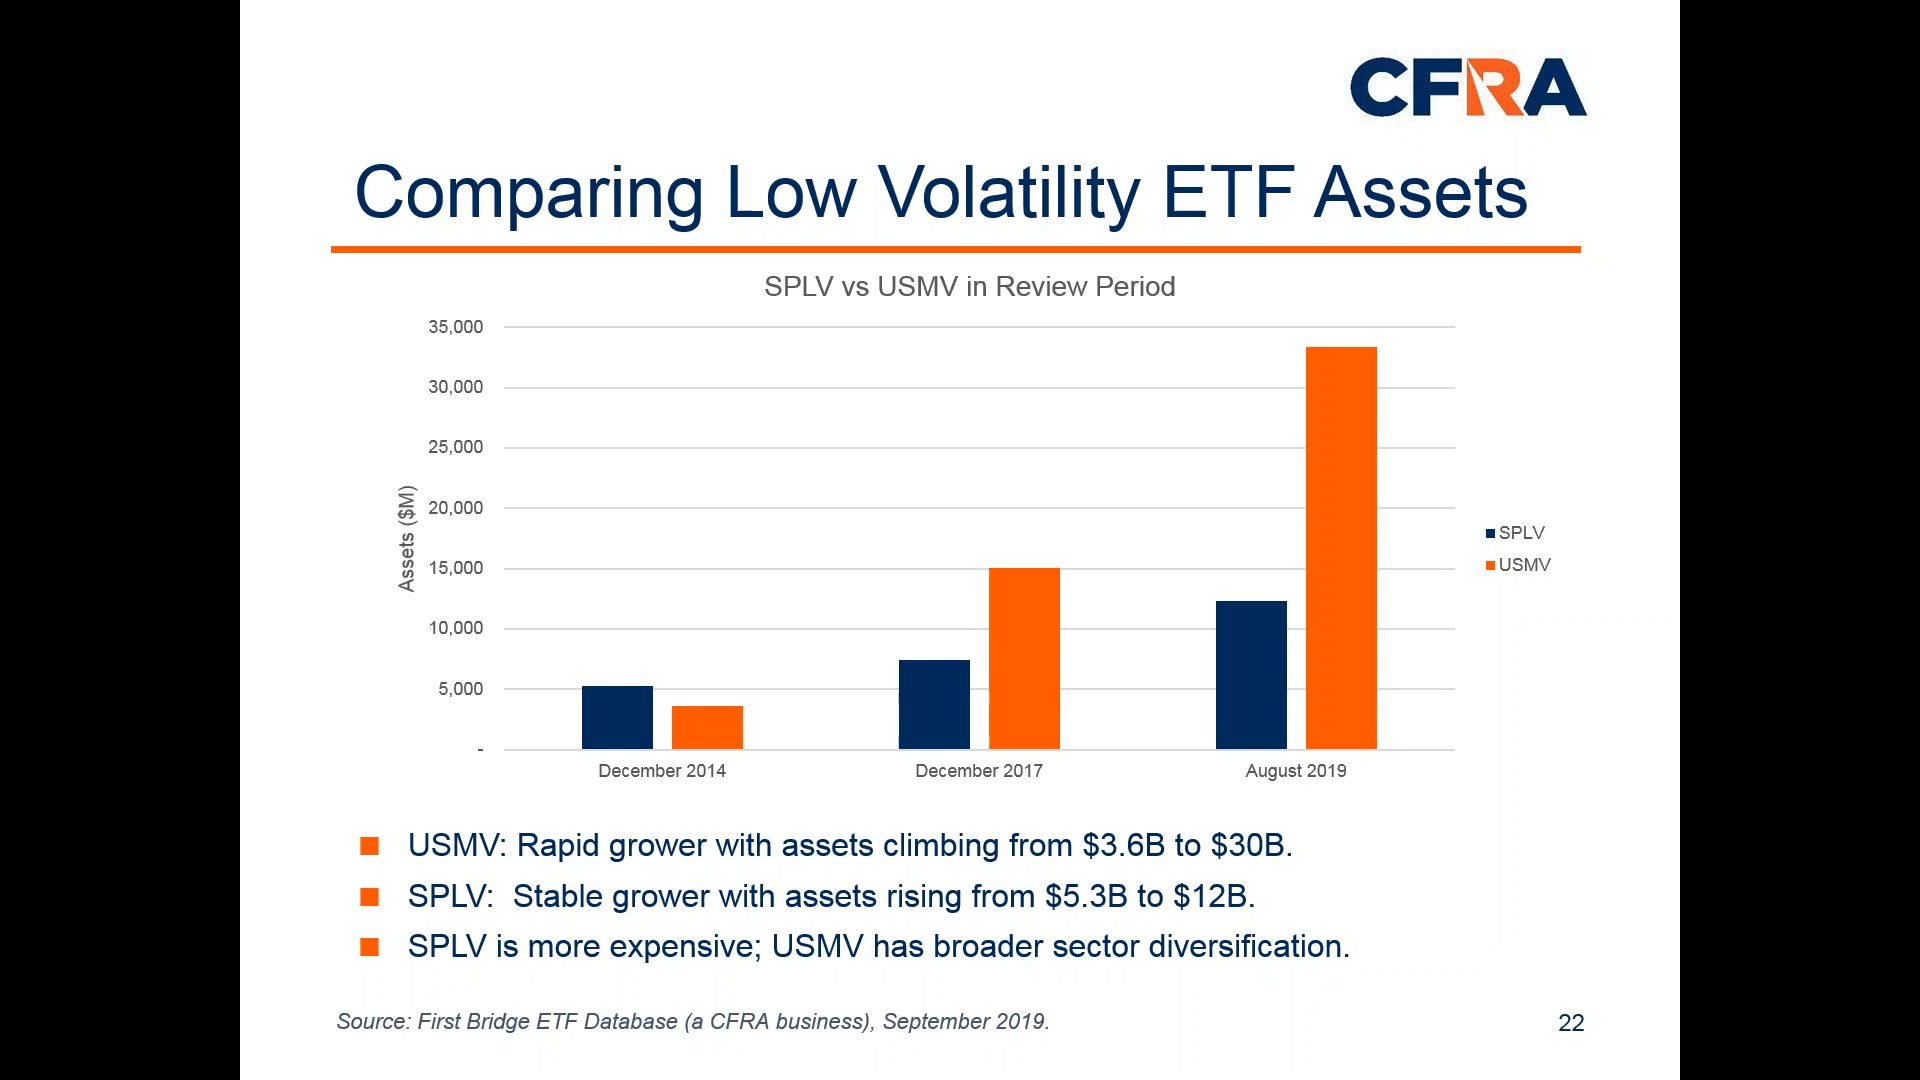 CFRA
Comparing Low Volatility ETF Assets
SPLV vs USMV in Review Period
35,000
30,000
25,000
20,000
15,000
10,000
5,000
-
Assets ($M)
December 2014
December 2017
August 2019
SPLV
USMV
USMV: Rapid grower with assets climbing from $3.6B to $30B.
SPLV:  Stable grower with assets rising from $5.3B to $12B.
SPLV is more expensive; USMV has broader sector diversification.
Source: First Bridge ETF Database (a CFRA business), September 2019.
22